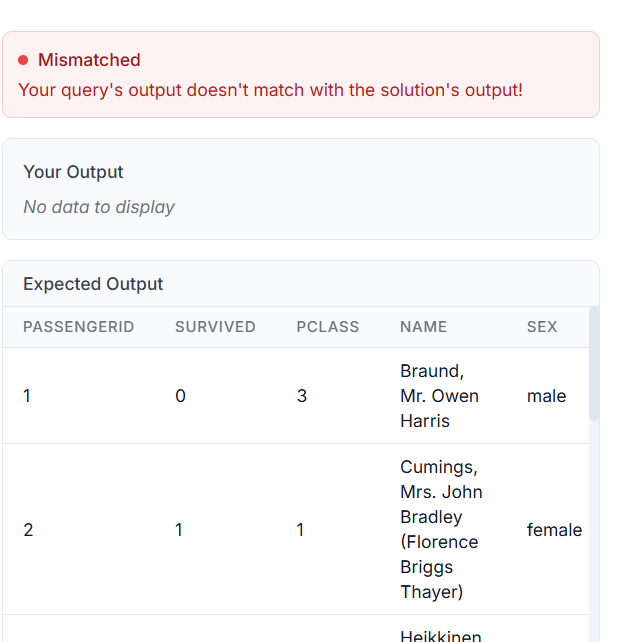 Mismatched
Your query's output doesn't match with the solution's output!
Your Output
No data to display
Expected Output
PASSENGERID SURVIVED PCLASS NAME SEX
1 0 3 Braund, male
Mr. Owen
Harris
2 1 1 Cumings, female
Mrs. John
Bradley
(Florence
Briggs
Thayer)
Heikkinen